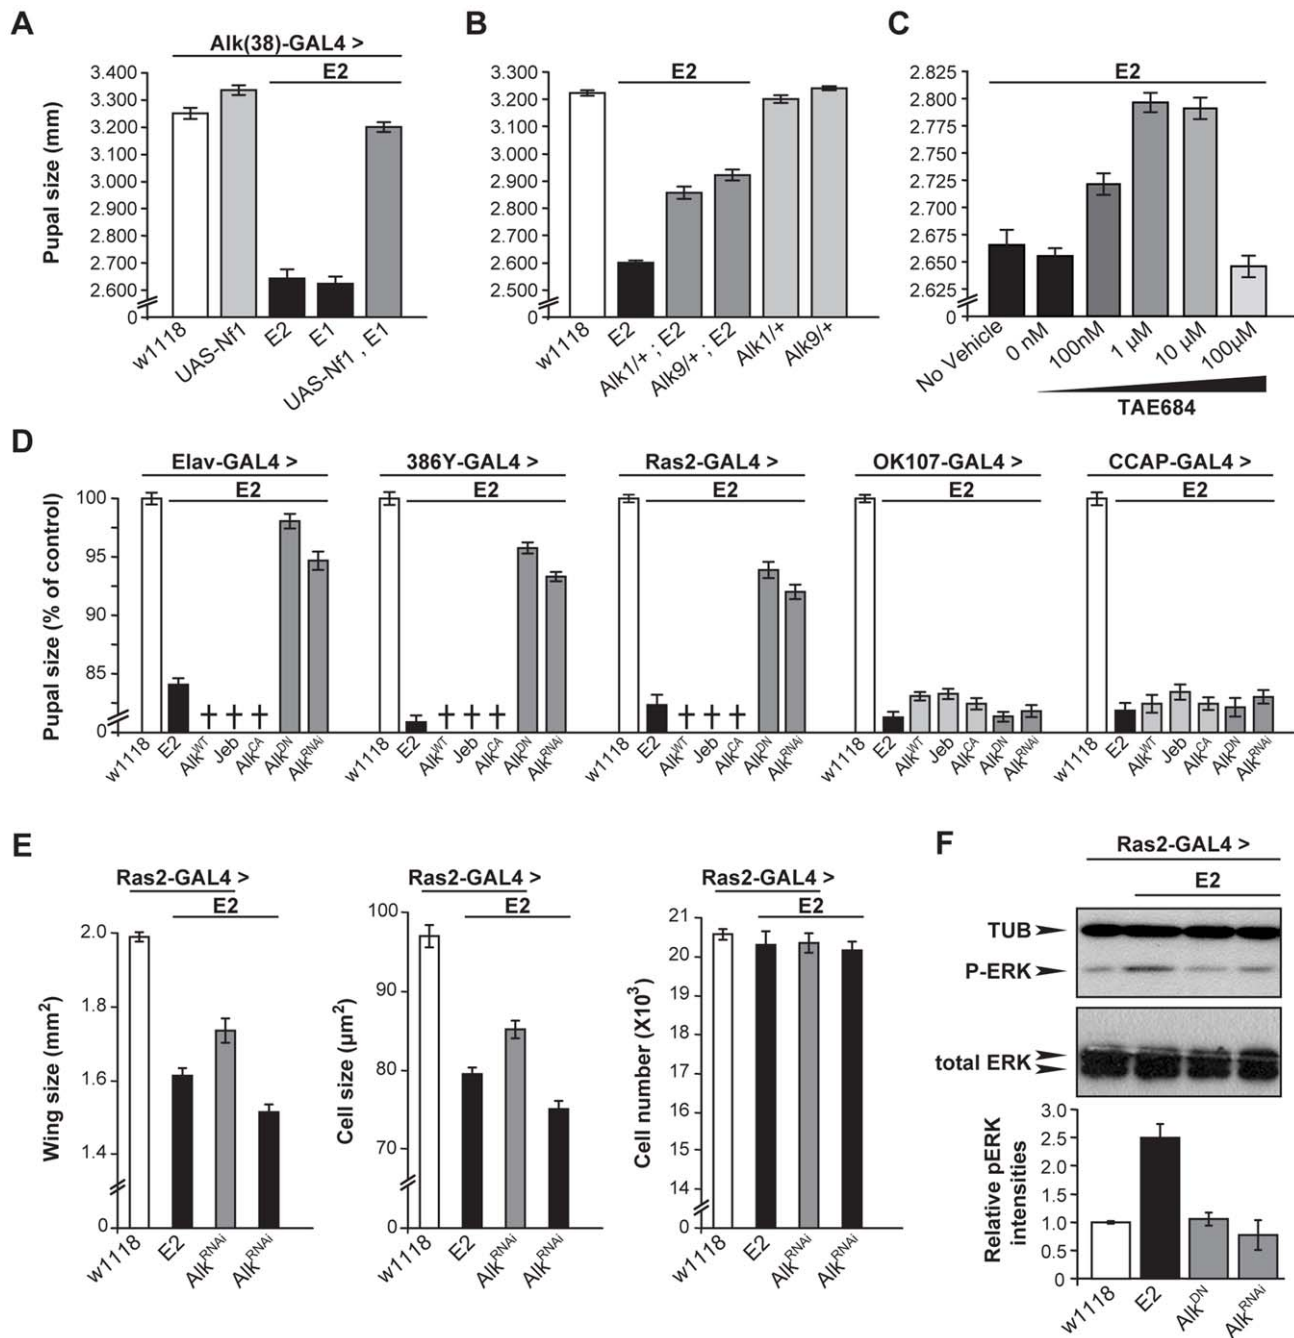 A
Alk(38)-GAL4 >
E2
Pupal size (mm)
3.400
3.300
3.200
3.100
3.000
2.900
2.800
2.700
2.600
0
w1118
UAS-Nf1
E2
E1
UAS-Nf1 , E1
B
E2
3.300
3.200
3.100
3.000
2.900
2.800
2.700
2.600
2.500
0
w1118
E2
Alk1/+ ; E2
Alk9/+ ; E2
Alk1/+
Alk9/+
C
E2
2.825
2.800
2.775
2.750
2.725
2.700
2.675
2.650
2.625
0
No Vehicle
0 nM
100nM
1 µM
10 µM
100µM
TAE684
D
Pupal size (% of control)
100
95
90
85
0
Elav-GAL4 >
E2
w1118
E2
Alk^WT
Jeb
Alk^CA
Alk^DN
Alk^RNAi
386Y-GAL4 >
E2
w1118
E2
Alk^WT
Jeb
Alk^CA
Alk^DN
Alk^RNAi
Ras2-GAL4 >
E2
w1118
E2
Alk^WT
Jeb
Alk^CA
Alk^DN
Alk^RNAi
OK107-GAL4 >
E2
w1118
E2
Alk^WT
Jeb
Alk^CA
Alk^DN
Alk^RNAi
CCAP-GAL4 >
E2
w1118
E2
Alk^WT
Jeb
Alk^CA
Alk^DN
Alk^RNAi
E
Ras2-GAL4 >
E2
Wing size (mm²)
2.0
1.8
1.6
1.4
0
w1118
E2
Alk^RNAi
Alk^RNAi
Ras2-GAL4 >
E2
Cell size (µm²)
100
90
80
70
0
w1118
E2
Alk^RNAi
Alk^RNAi
Ras2-GAL4 >
E2
Cell number (X10³)
21
20
19
18
17
16
15
14
0
w1118
E2
Alk^RNAi
Alk^RNAi
F
Ras2-GAL4 >
E2
TUB
P-ERK
total ERK
Relative pERK
intensities
3.0
2.5
2.0
1.5
1.0
0.5
0
w1118
E2
Alk^DN
Alk^RNAi